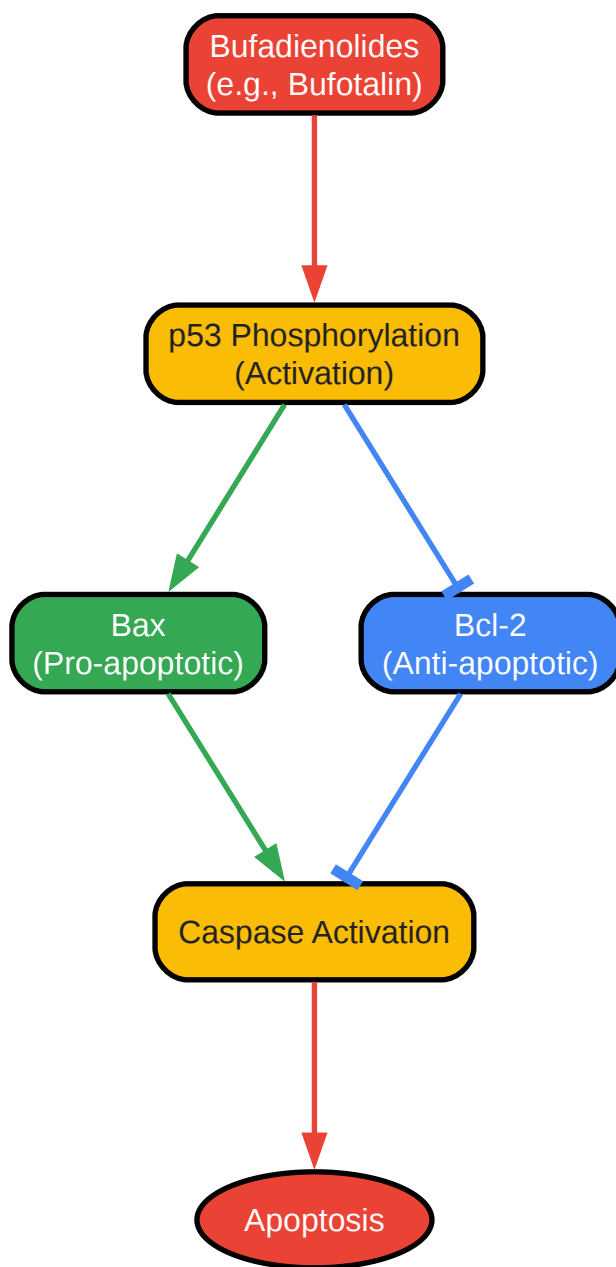 Bufadienolides
(e.g., Bufotalin)
p53 Phosphorylation
(Activation)
Bax
(Pro-apoptotic)
Bcl-2
(Anti-apoptotic)
Caspase Activation
Apoptosis